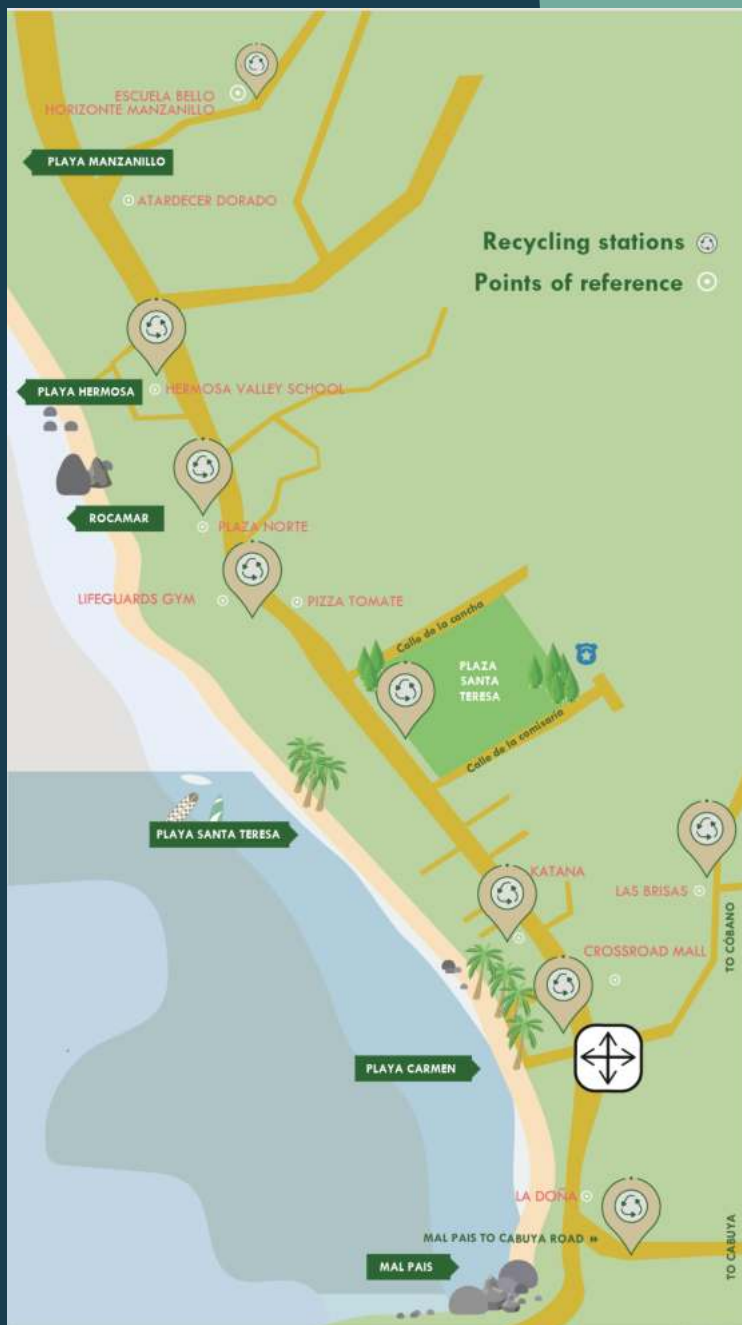 ESCUELA BELLO
HORIZONTE MANZANILLO
PLAYA MANZANILLO
ATARDECER DORADO
Recycling stations
Points of reference
PLAYA HERMOSA
HERMOSA VALLEY SCHOOL
ROCAMAR
PLAZA NORTE
LIFEGUARDS GYM
PIZZA TOMATE
Calle de la cancha
PLAZA
SANTA
TERESA
Calle de la comisaria
PLAYA SANTA TERESA
KATANA
LAS BRISAS
TO CÓBANO
CROSSROAD MALL
PLAYA CARMEN
LA DOÑA
MAL PAIS TO CABUYA ROAD »
TO CABUYA
MAL PAIS